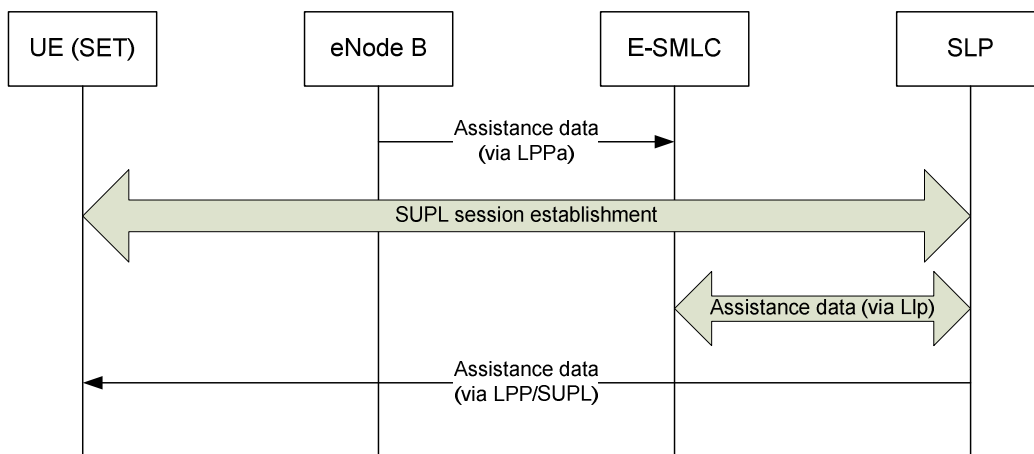 UE (SET)
eNode B
E-SMLC
SLP
Assistance data
(via LPPa)
SUPL session establishment
Assistance data (via Llp)
Assistance data
(via LPP/SUPL)